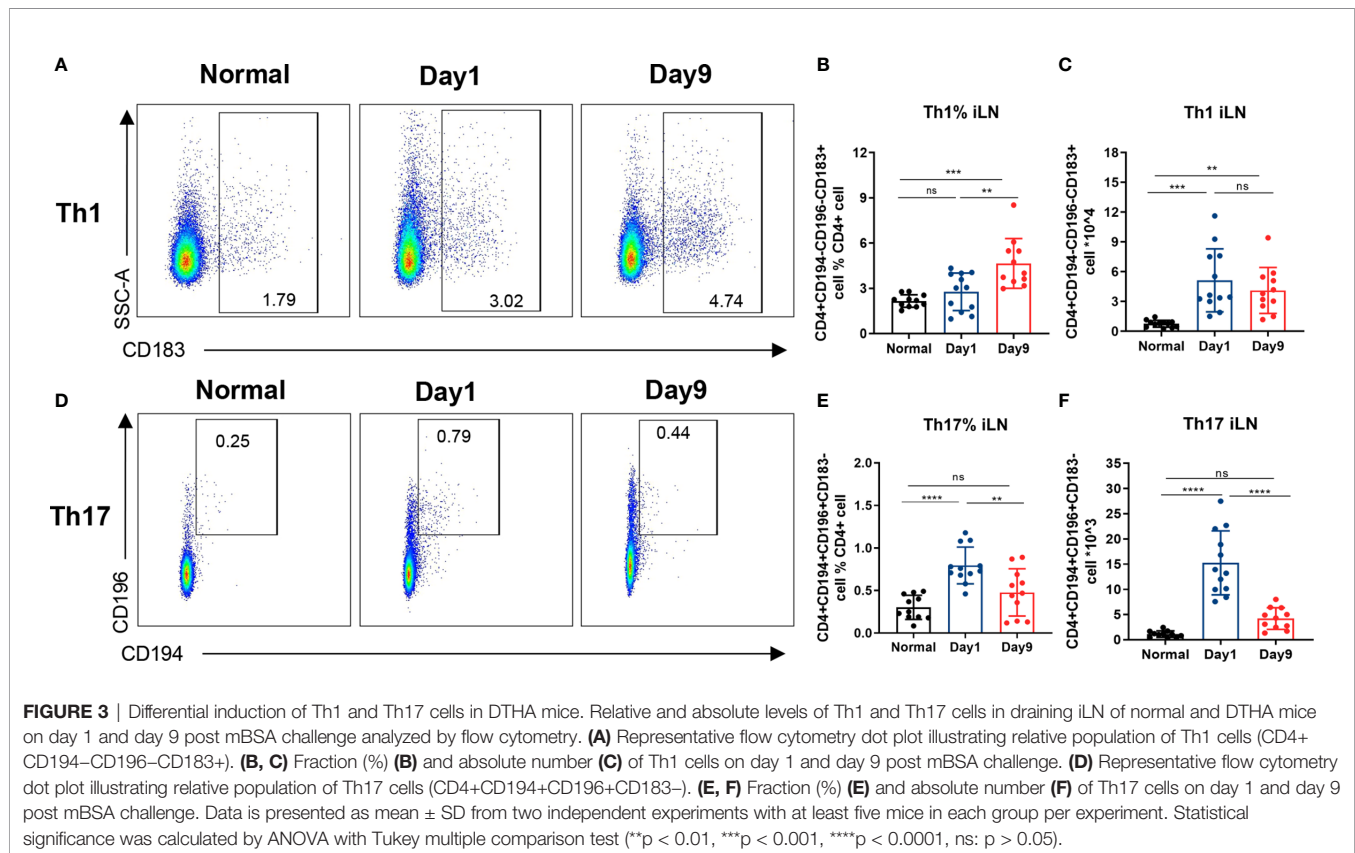 A
Normal
Day1
Day9
Th1
SSC-A
1.79
3.02
4.74
CD183
B
Th1% iLN
CD4+CD194-CD196-CD183+
cell % CD4+ cell
12
9
6
3
0
***
ns
**
Normal
Day1
Day9
C
Th1 iLN
CD4+CD194-CD196-CD183+
cell *10^4
18
15
12
9
6
3
0
**
***
ns
Normal
Day1
Day9
D
Normal
Day1
Day9
Th17
CD196
0.25
0.79
0.44
CD194
E
Th17% iLN
CD4+CD194+CD196+CD183-
cell % CD4+ cell
2.0
1.5
1.0
0.5
0.0
ns
****
**
Normal
Day1
Day9
F
Th17 iLN
CD4+CD194+CD196+CD183-
cell *10^3
35
30
25
20
15
10
5
0
ns
****
****
Normal
Day1
Day9
FIGURE 3 | Differential induction of Th1 and Th17 cells in DTHA mice. Relative and absolute levels of Th1 and Th17 cells in draining iLN of normal and DTHA mice
on day 1 and day 9 post mBSA challenge analyzed by flow cytometry. (A) Representative flow cytometry dot plot illustrating relative population of Th1 cells (CD4+
CD194–CD196–CD183+). (B, C) Fraction (%) (B) and absolute number (C) of Th1 cells on day 1 and day 9 post mBSA challenge. (D) Representative flow cytometry
dot plot illustrating relative population of Th17 cells (CD4+CD194+CD196+CD183–). (E, F) Fraction (%) (E) and absolute number (F) of Th17 cells on day 1 and day 9
post mBSA challenge. Data is presented as mean ± SD from two independent experiments with at least five mice in each group per experiment. Statistical
significance was calculated by ANOVA with Tukey multiple comparison test (**p < 0.01, ***p < 0.001, ****p < 0.0001, ns: p > 0.05).